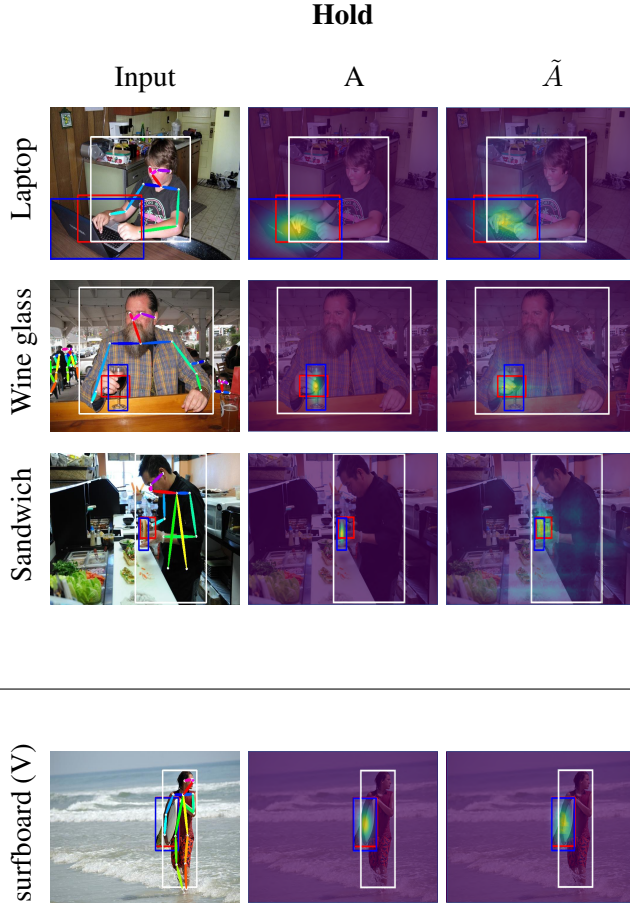 Hold
Input A Ã
Laptop
Wine glass
Sandwich
surfboard (V)